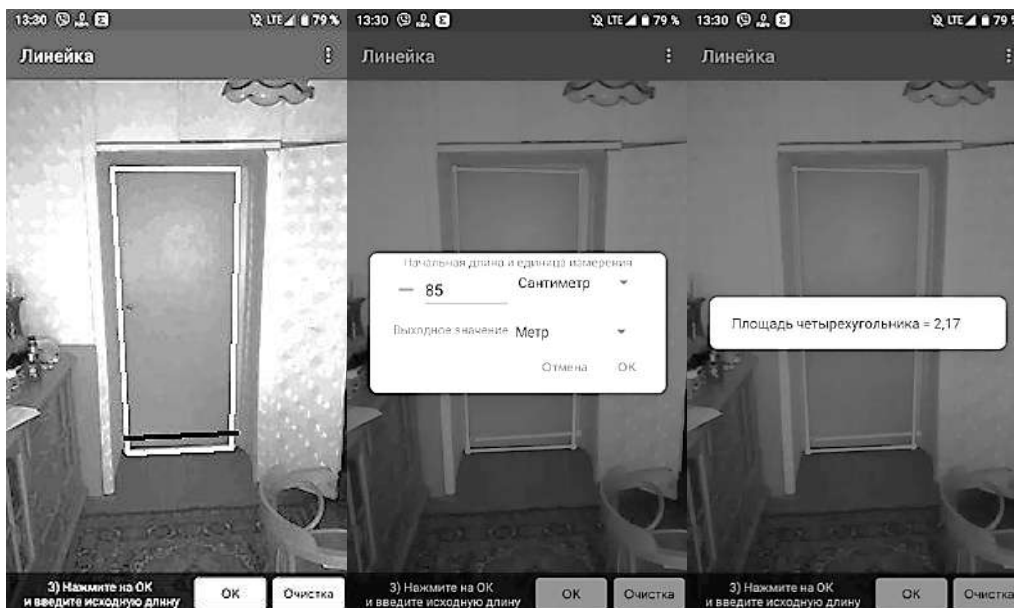 13:30 LTE 79 %
Линейка
3) Нажмите на ОК
и введите исходную длину
ОК
Очистка
13:30 LTE 79 %
Линейка
Начальная длина и единица измерения
85
Сантиметр
Выходное значение
Метр
Отмена
ОК
3) Нажмите на ОК
и введите исходную длину
ОК
Очистка
13:30 LTE 79 %
Линейка
Площадь четырехугольника = 2,17
3) Нажмите на ОК
и введите исходную длину
ОК
Очистка